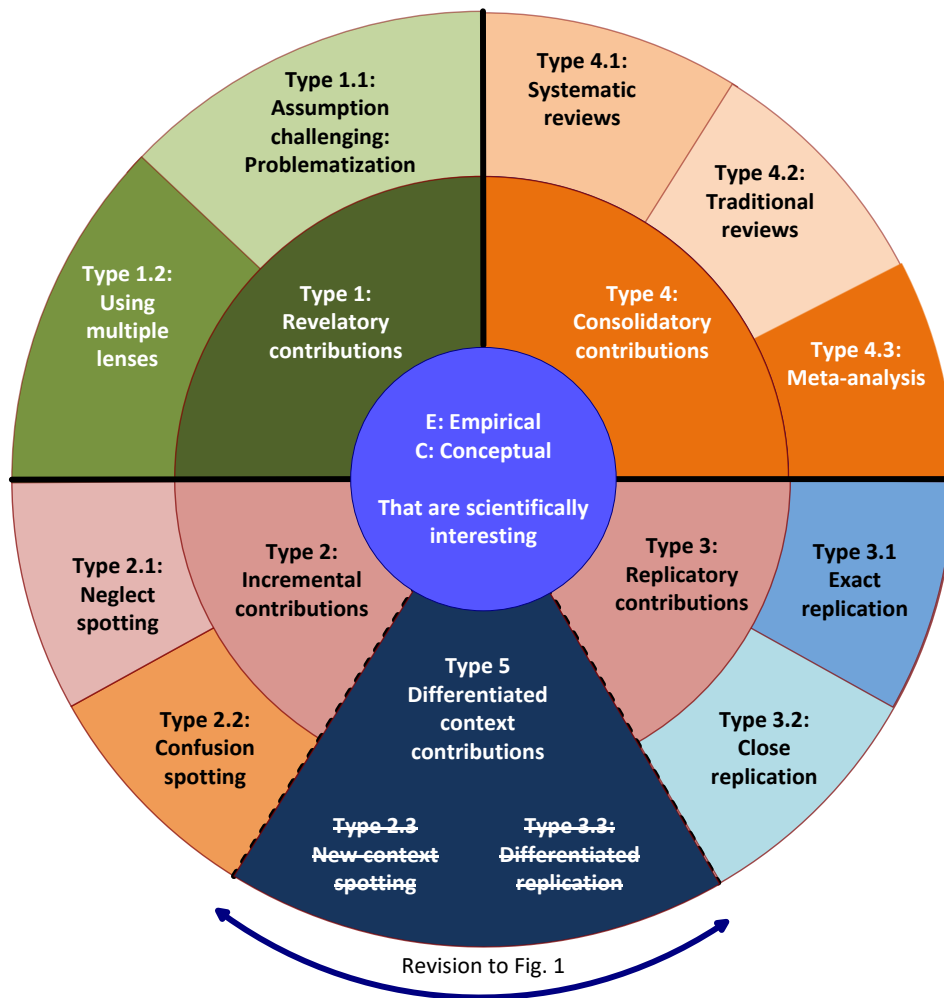 Type 1.1:
Assumption
challenging:
Problematization
Type 4.1:
Systematic
reviews
Type 4.2:
Traditional
reviews
Type 1.2:
Using
multiple
lenses
Type 1:
Revelatory
contributions
Type 4:
Consolidatory
contributions
Type 4.3:
Meta-analysis
E: Empirical
C: Conceptual
That are scientifically
interesting
Type 2.1:
Neglect
spotting
Type 2:
Incremental
contributions
Type 3:
Replicatory
contributions
Type 3.1
Exact
replication
Type 2.2:
Confusion
spotting
Type 5
Differentiated
context
contributions
Type 3.2:
Close
replication
Type 2.3
New context
spotting
Type 3.3:
Differentiated
replication
Revision to Fig. 1